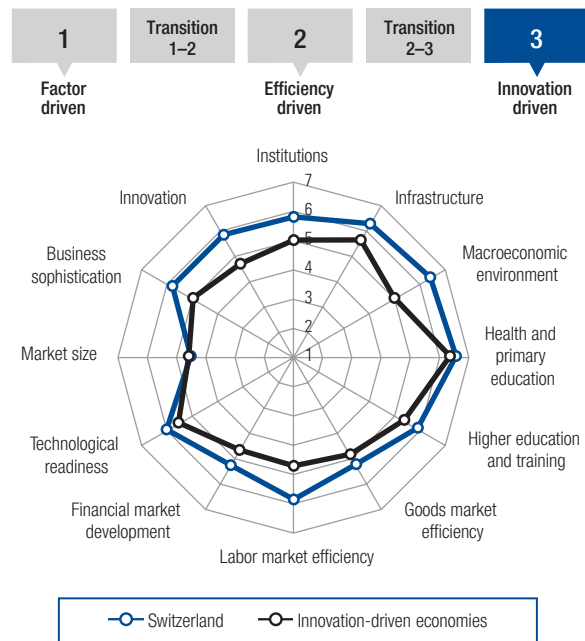 1
Transition
1–2
2
Transition
2–3
3
Factor
driven
Efficiency
driven
Innovation
driven
Institutions
7
6
5
4
3
2
1
Infrastructure
Macroeconomic
environment
Health and
primary
education
Higher education
and training
Goods market
efficiency
Labor market efficiency
Financial market
development
Technological
readiness
Market size
Business
sophistication
Innovation
Switzerland
Innovation-driven economies